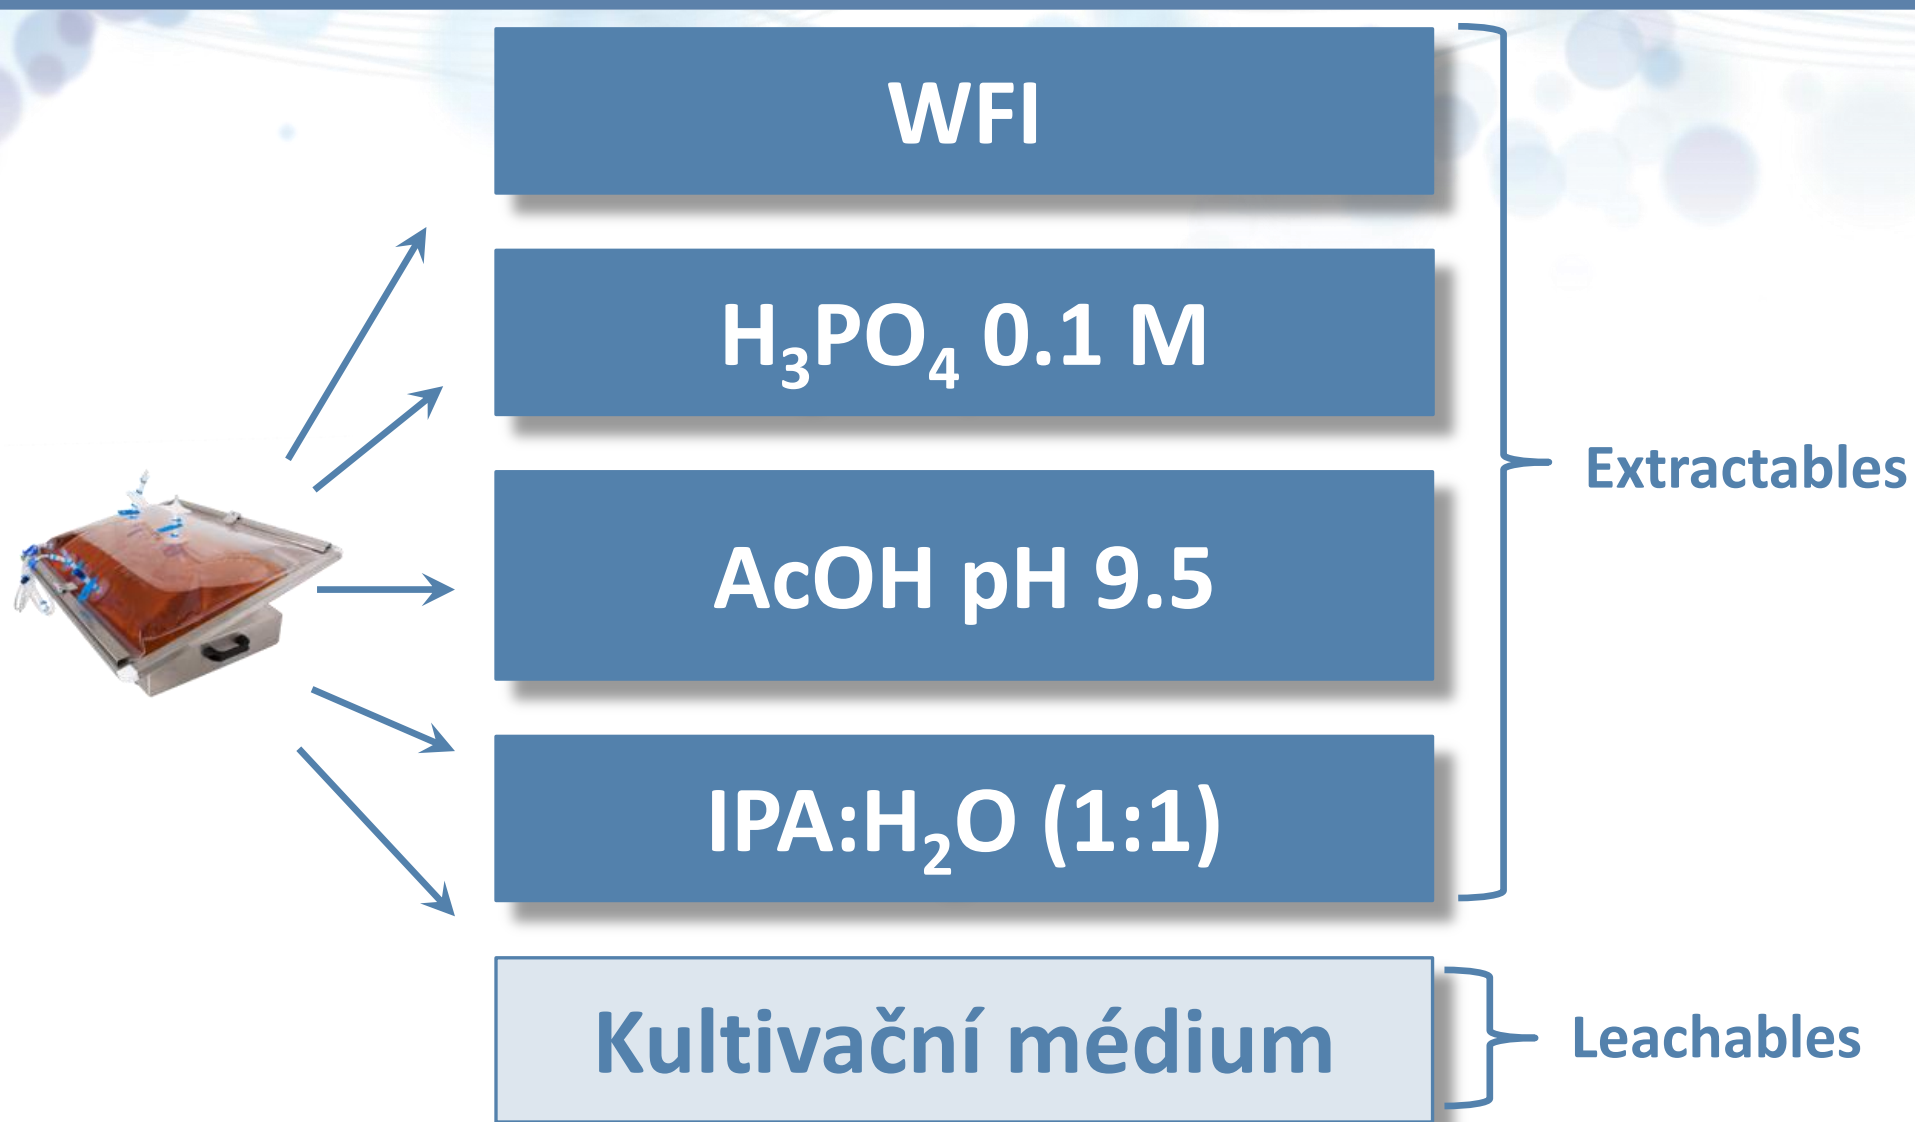 WFI
H₃PO₄ 0.1 M
AcOH pH 9.5
IPA:H₂O (1:1)
Extractables
Kultivační médium
Leachables